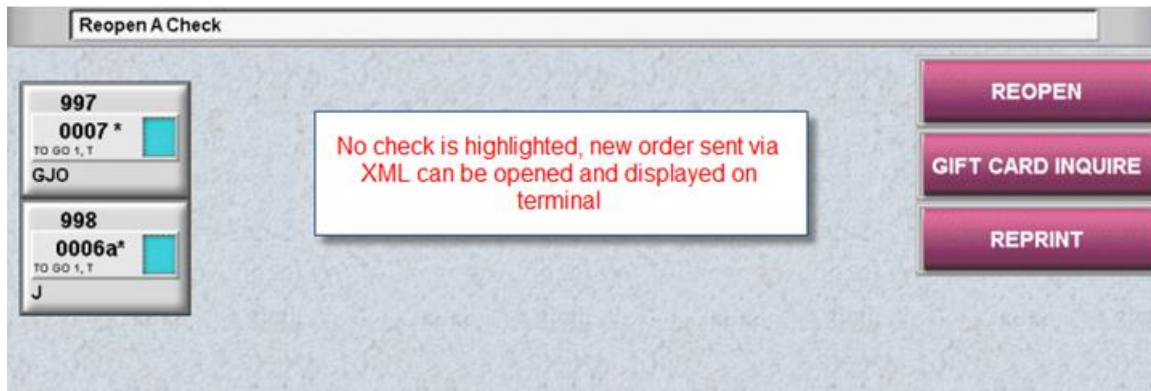 Reopen A Check
997
0007 *
TO GO 1, T
GJO
998
0006a*
TO GO 1, T
J
No check is highlighted, new order sent via
XML can be opened and displayed on
terminal
REOPEN
GIFT CARD INQUIRE
REPRINT